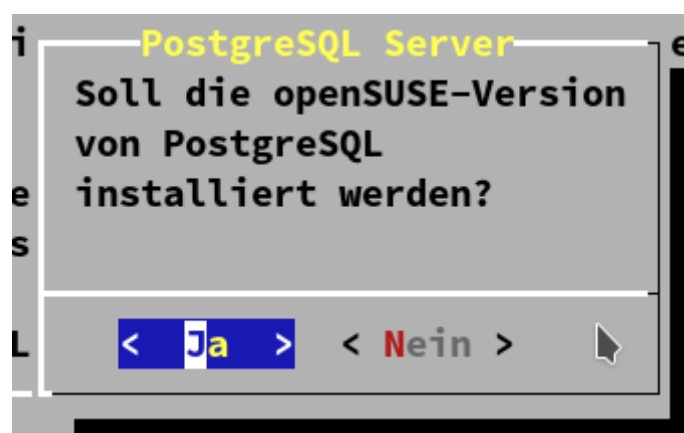 i
PostgreSQL Server
e
Soll die openSUSE-Version
von PostgreSQL
e
installiert werden?
s
L
< Ja > < Nein >